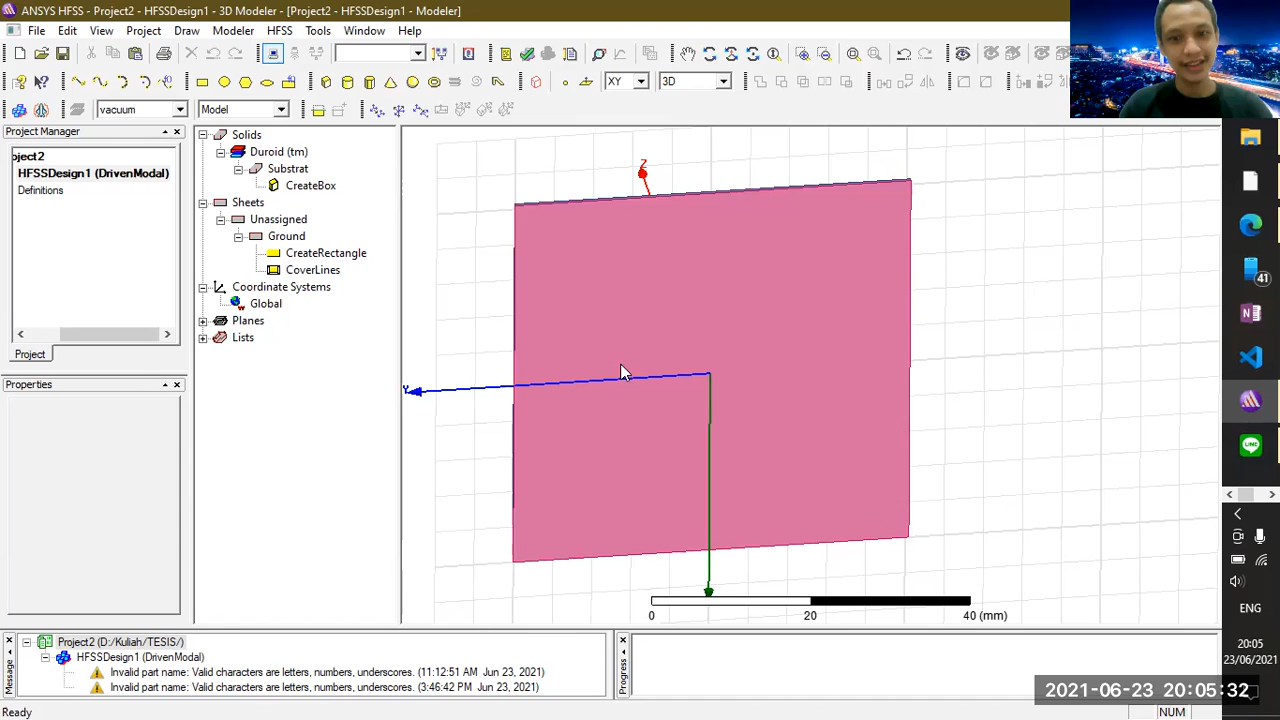 ANSYS HFSS - Project2 - HFSSDesign1 - 3D Modeler - [Project2 - HFSSDesign1 - Modeler]
File Edit View Project Draw Modeler HFSS Tools Window Help
XY 3D
vacuum Model
Project Manager
oject2
HFSSDesign1 (DrivenModal)
Definitions
Project
Properties
Solids
Duroid (tm)
Substrat
CreateBox
Sheets
Unassigned
Ground
CreateRectangle
CoverLines
Coordinate Systems
Global
Planes
Lists
Z
Y
0 20 40 (mm)
41
LINE
ENG
20:05
23/06/2021
Message
Project2 (D:/Kuliah/TESIS/)
HFSSDesign1 (DrivenModal)
Invalid part name: Valid characters are letters, numbers, underscores. (11:12:51 AM Jun 23, 2021)
Invalid part name: Valid characters are letters, numbers, underscores. (3:46:42 PM Jun 23, 2021)
Progress
2021-06-23 20:05:32
Ready
NUM